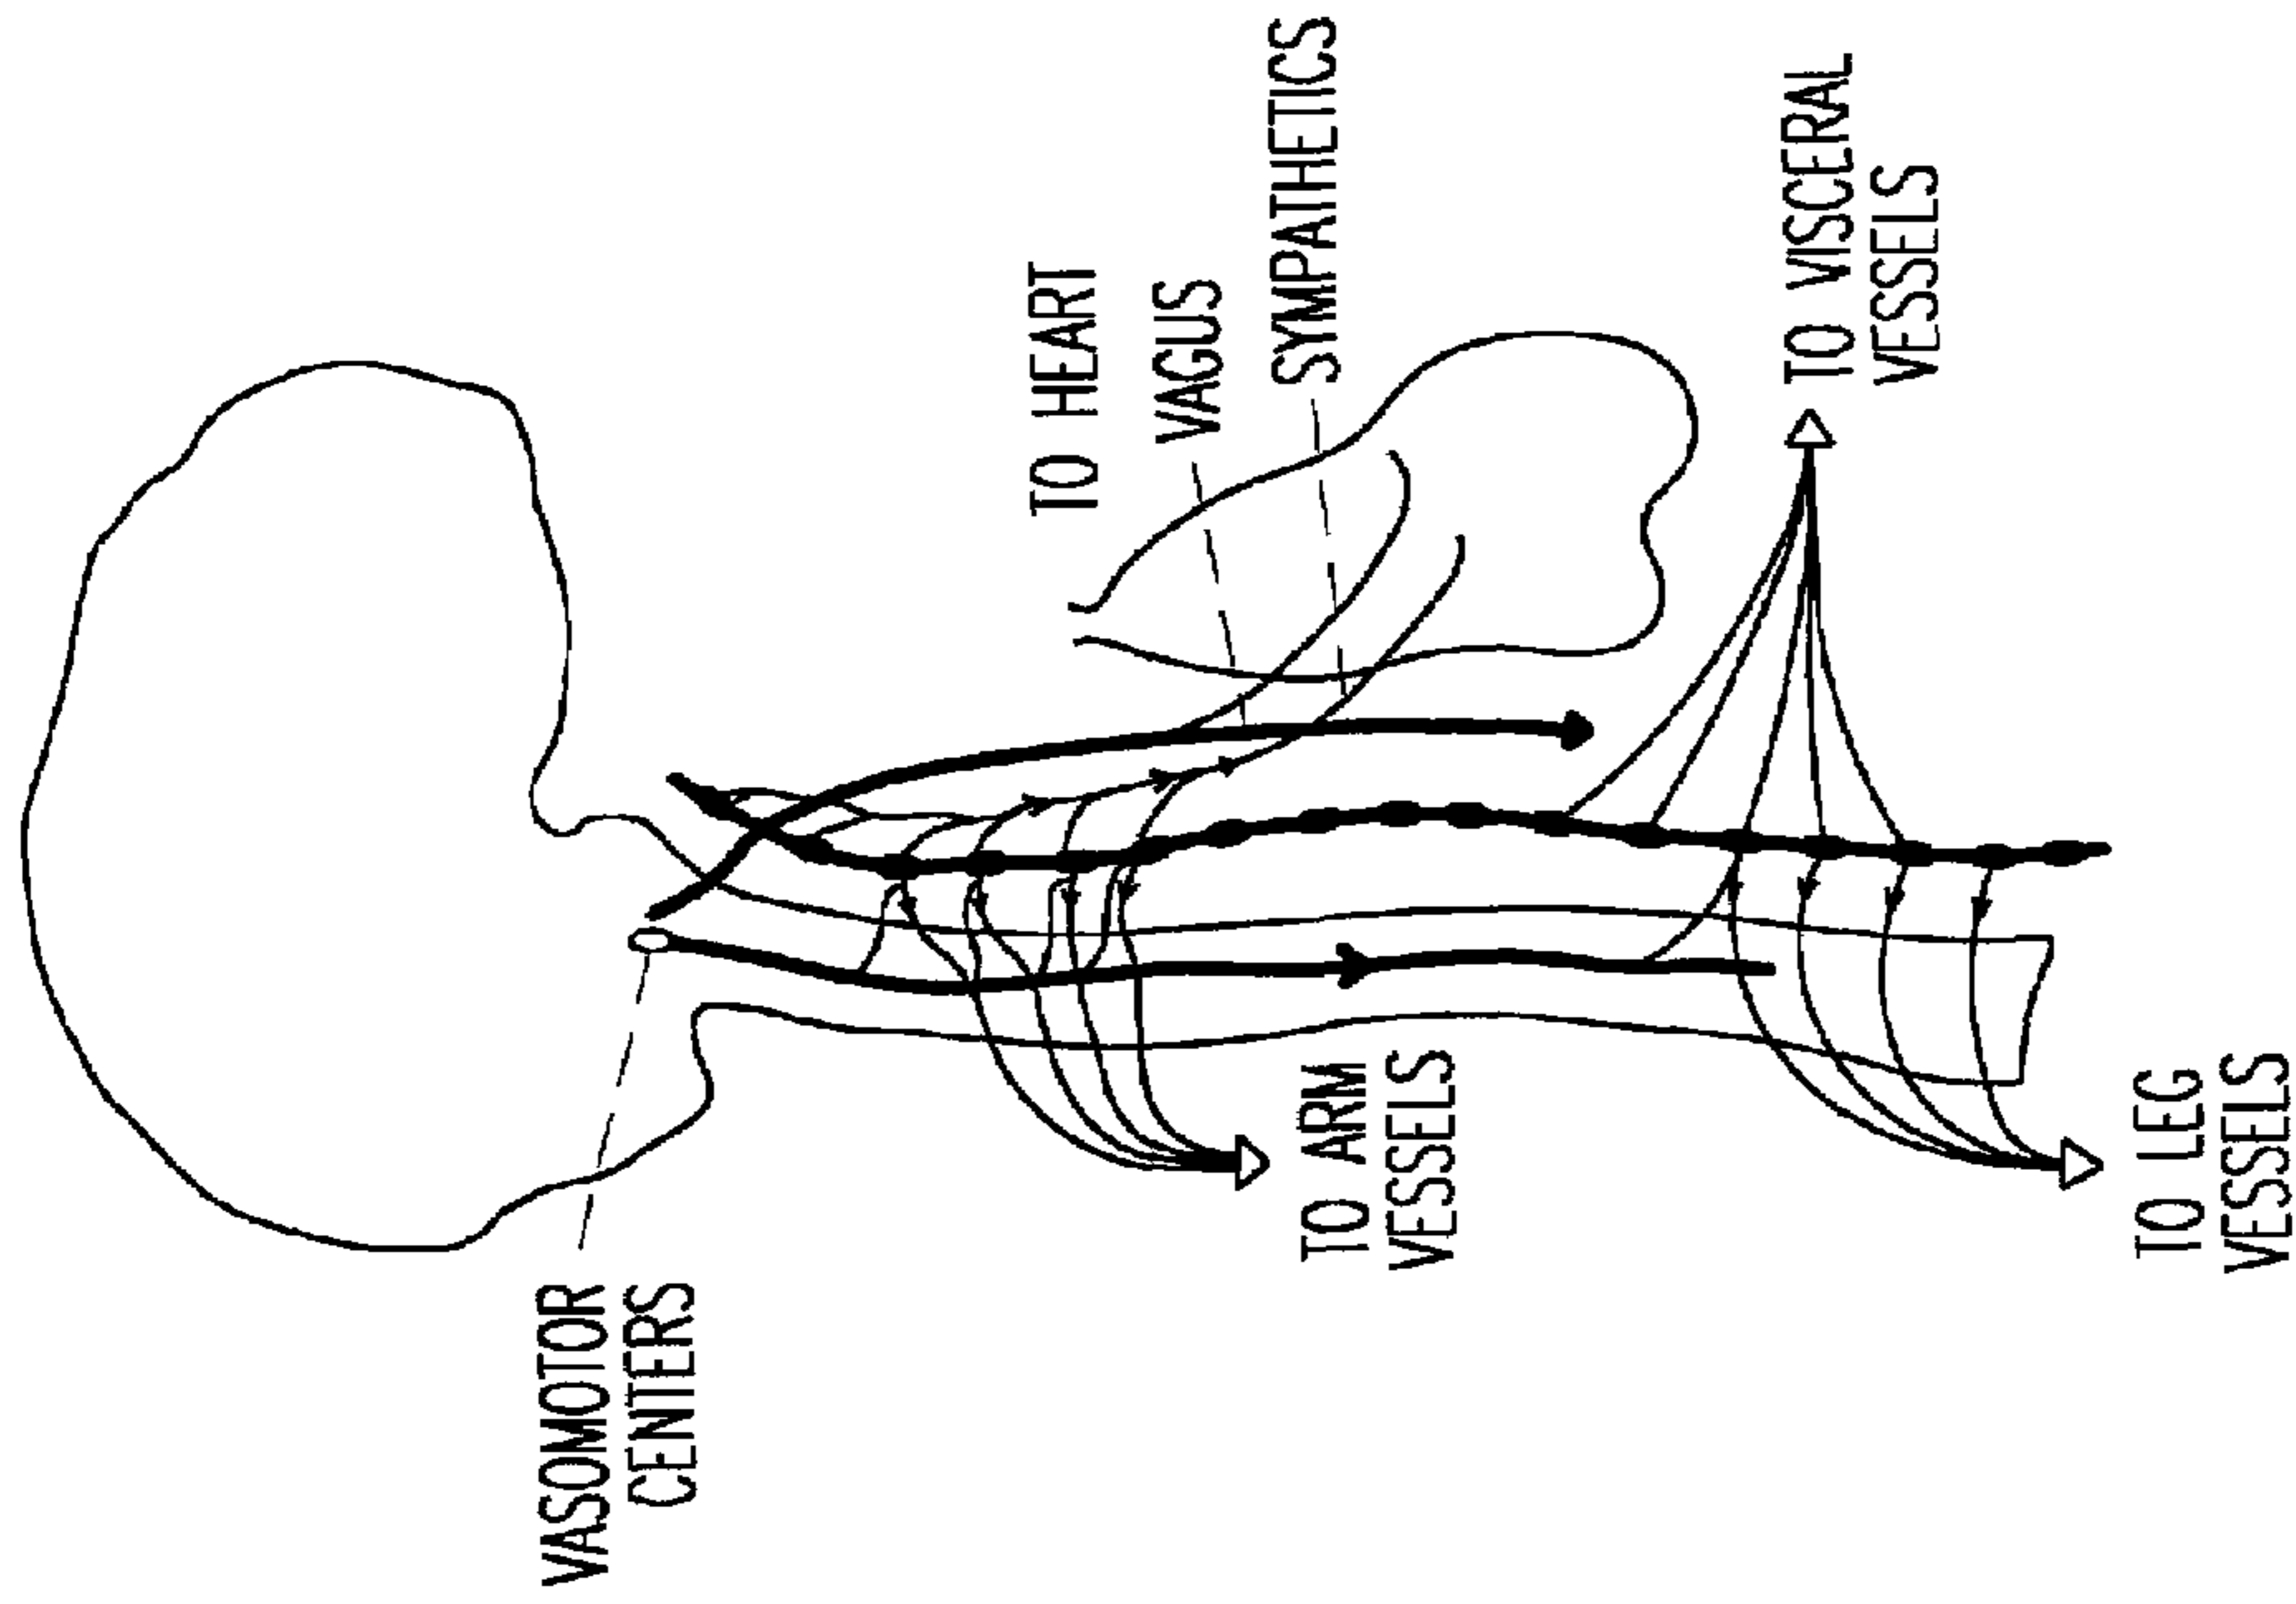 VASOMOTOR
CENTERS
TO HEART
VAGUS
SYMPATHETICS
TO ARM
VESSELS
TO VISCERAL
VESSELS
TO LEG
VESSELS